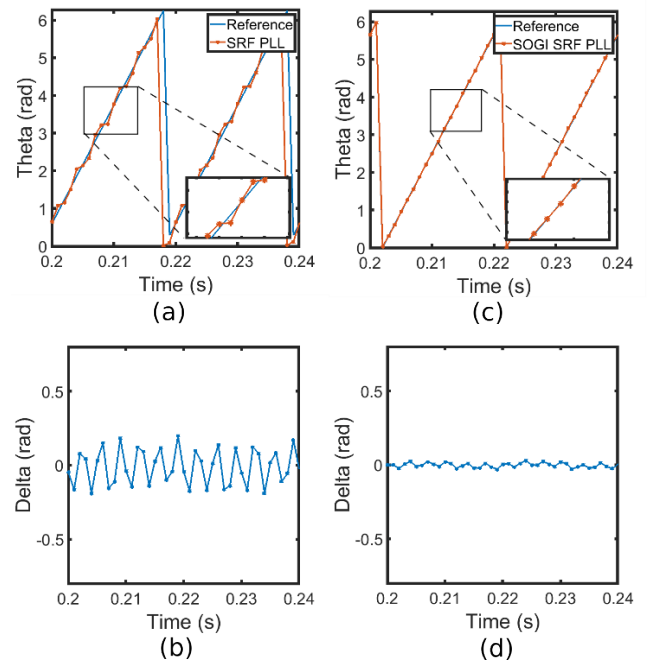 6
5
4
3
2
1
0
Theta (rad)
Reference
SRF PLL
0.2
0.21
0.22
0.23
0.24
Time (s)
(a)
6
5
4
3
2
1
0
Theta (rad)
Reference
SOGI SRF PLL
0.2
0.21
0.22
0.23
0.24
Time (s)
(c)
0.5
0
-0.5
Delta (rad)
0.2
0.21
0.22
0.23
0.24
Time (s)
(b)
0.5
0
-0.5
Delta (rad)
0.2
0.21
0.22
0.23
0.24
Time (s)
(d)